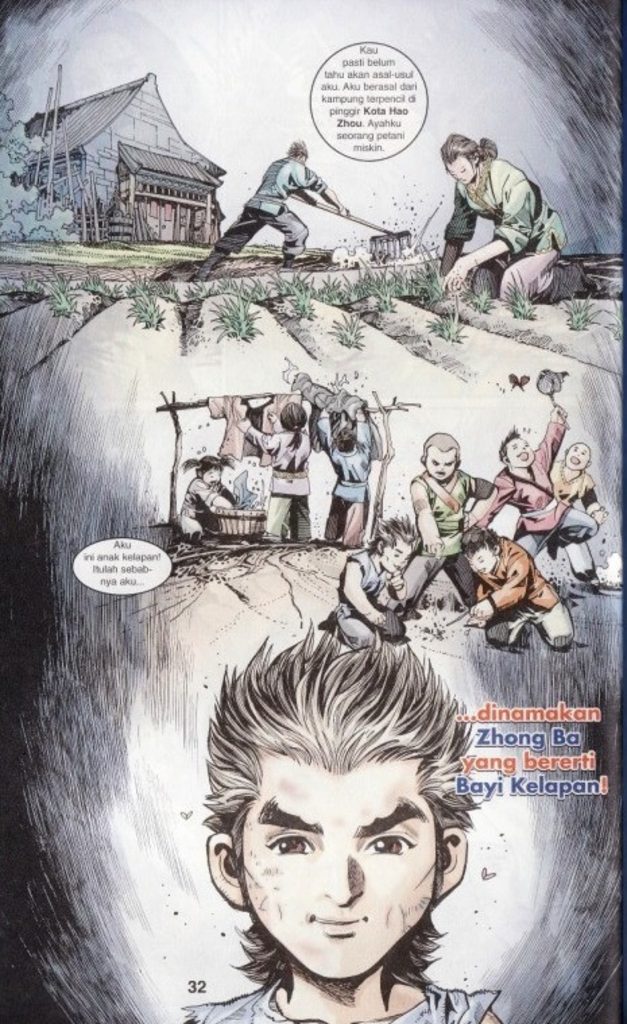 Kau
pasti belum
tahu akan asal-usul
aku. Aku berasal dari
kampung terpencil di
pinggir Kota Hao
Zhou. Ayahku
seorang petani
miskin.
Aku
ini anak kelapan!
Itulah sebab-
nya aku...
...dinamakan
Zhong Ba
yang bererti
Bayi Kelapan!
32